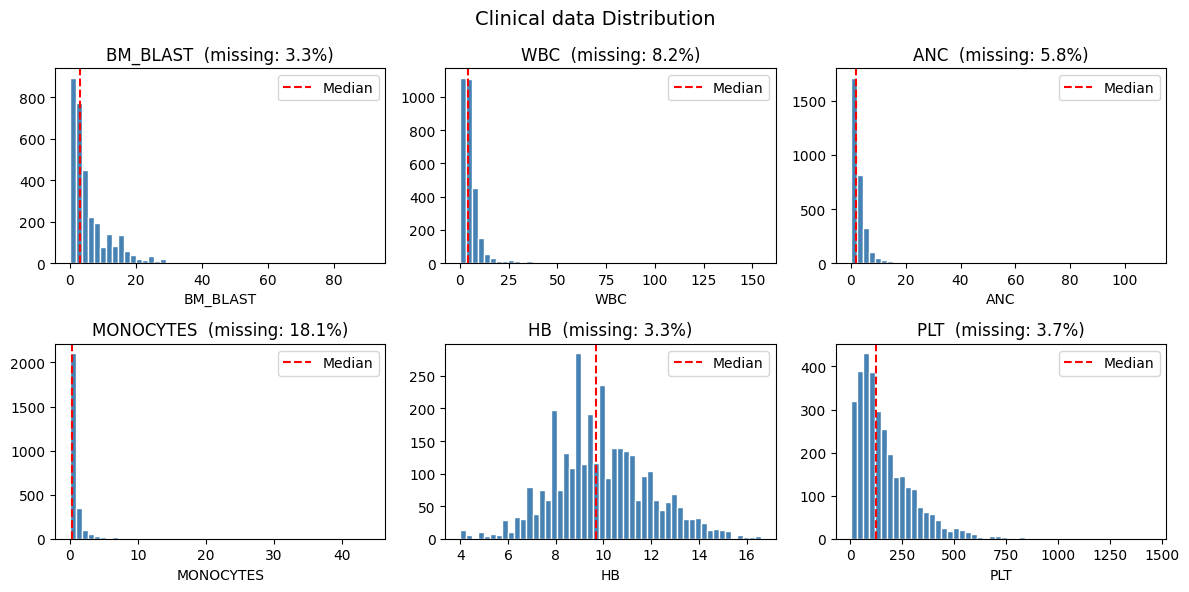 Clinical data Distribution
BM_BLAST (missing: 3.3%)
WBC (missing: 8.2%)
ANC (missing: 5.8%)
Median
Median
Median
800
600
400
200
0
1000
800
600
400
200
0
1500
1000
500
0
0 20 40 60 80
0 25 50 75 100 125 150
0 20 40 60 80 100
BM_BLAST
WBC
ANC
MONOCYTES (missing: 18.1%)
HB (missing: 3.3%)
PLT (missing: 3.7%)
Median
Median
Median
2000
1500
1000
500
0
250
200
150
100
50
0
400
300
200
100
0
0 10 20 30 40
4 6 8 10 12 14 16
0 250 500 750 1000 1250 1500
MONOCYTES
HB
PLT